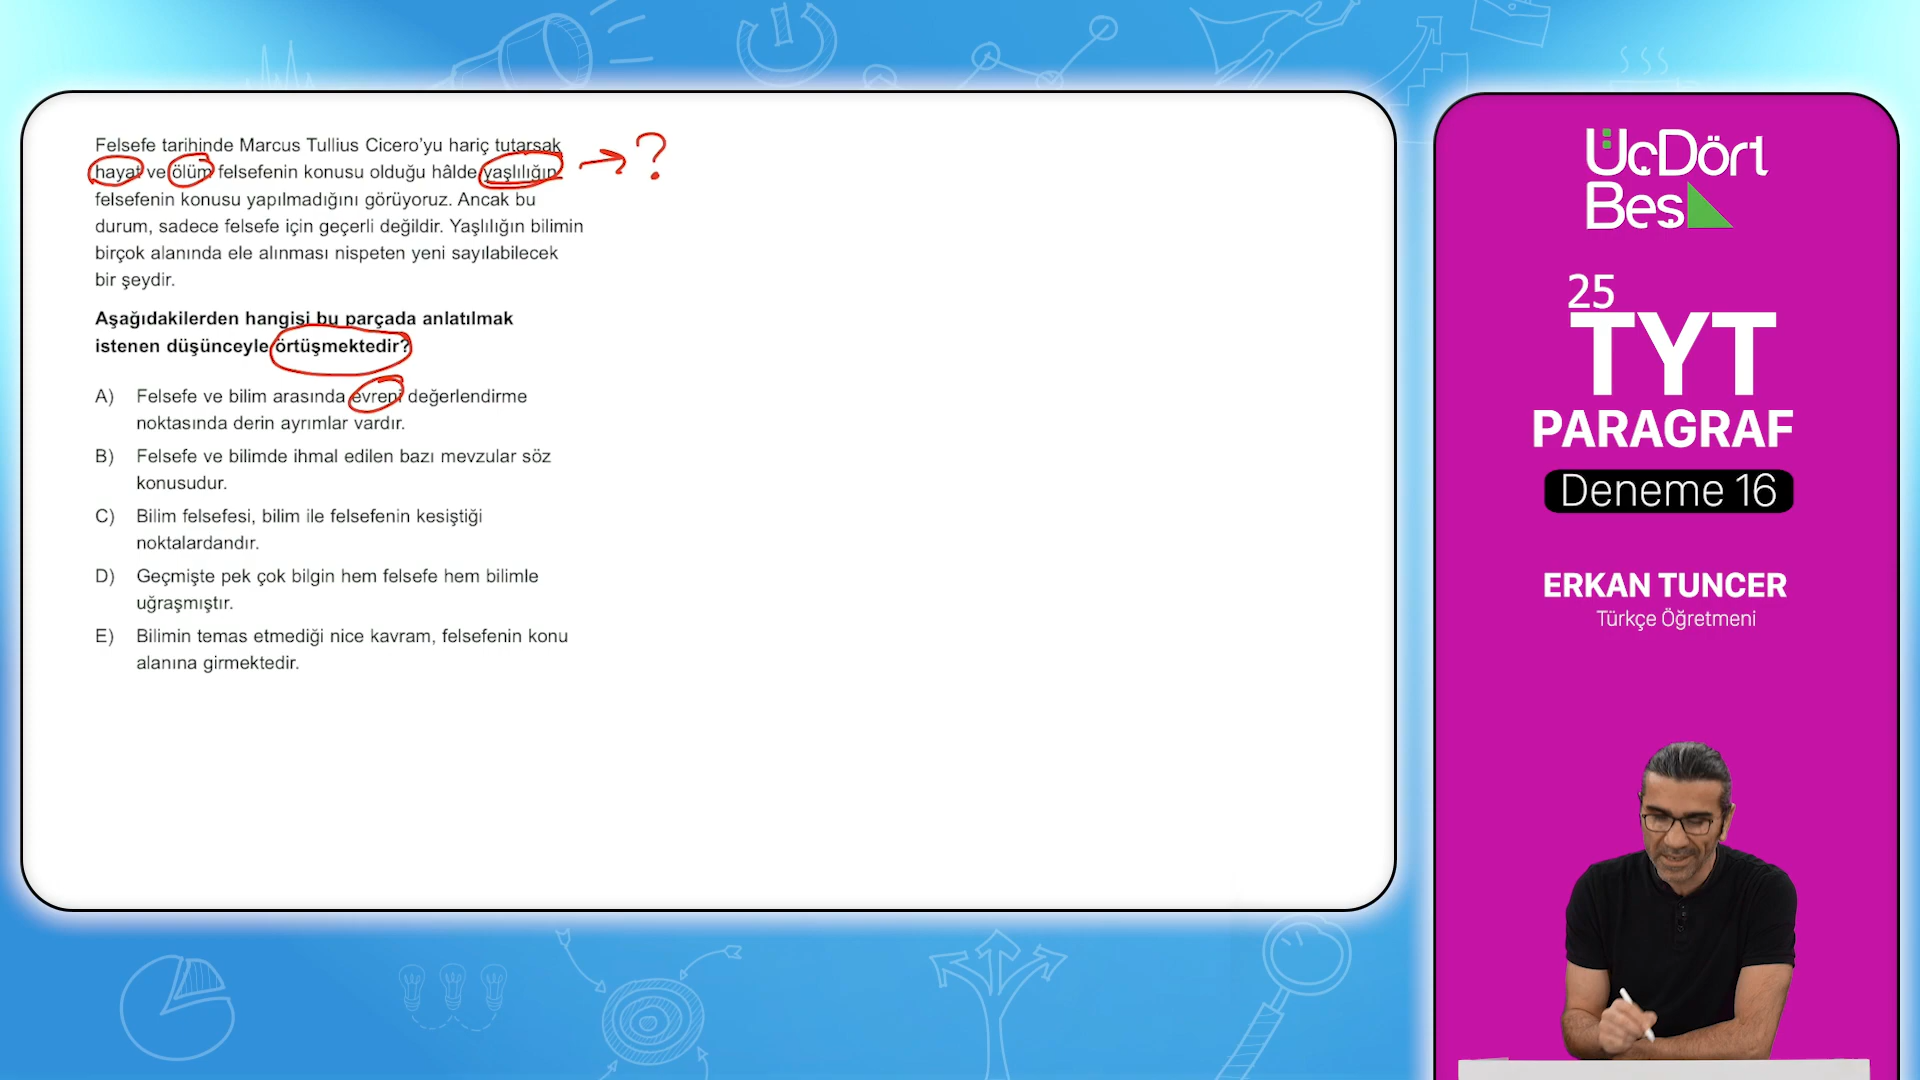 Felsefe tarihinde Marcus Tullius Cicero'yu hariç tutarsak
hayat ve ölüm felsefenin konusu olduğu hâlde yaşlılığın
felsefenin konusu yapılmadığını görüyoruz. Ancak bu
durum, sadece felsefe için geçerli değildir. Yaşlılığın bilimin
birçok alanında ele alınması nispeten yeni sayılabilecek
bir şeydir.
?
Aşağıdakilerden hangisi bu parçada anlatılmak
istenen düşünceyle örtüşmektedir?
A) Felsefe ve bilim arasında evreni değerlendirme
noktasında derin ayrımlar vardır.
B) Felsefe ve bilimde ihmal edilen bazı mevzular söz
konusudur.
C) Bilim felsefesi, bilim ile felsefenin kesiştiği
noktalardandır.
D) Geçmişte pek çok bilgin hem felsefe hem bilimle
uğraşmıştır.
E) Bilimin temas etmediği nice kavram, felsefenin konu
alanına girmektedir.
ÜçDört
Beş
25
TYT
PARAGRAF
Deneme 16
ERKAN TUNCER
Türkçe Öğretmeni